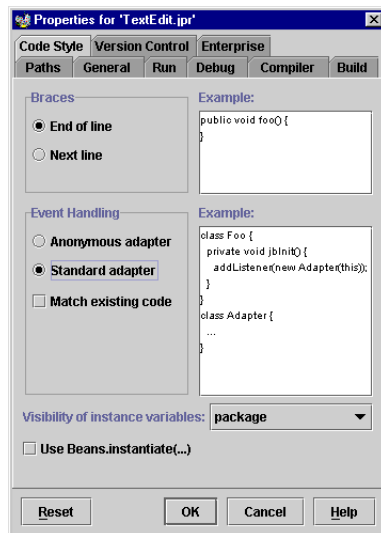 Properties for 'TextEdit.jpr'
Code Style Version Control Enterprise
Paths General Run Debug Compiler Build
Braces
End of line
Next line
Example:
public void foo() {
}
Event Handling
Anonymous adapter
Standard adapter
Match existing code
Example:
class Foo {
private void jbInit() {
addListener(new Adapter(this));
}
}
class Adapter {
...
}
Visibility of instance variables: package
Use Beans.instantiate(...)
Reset OK Cancel Help